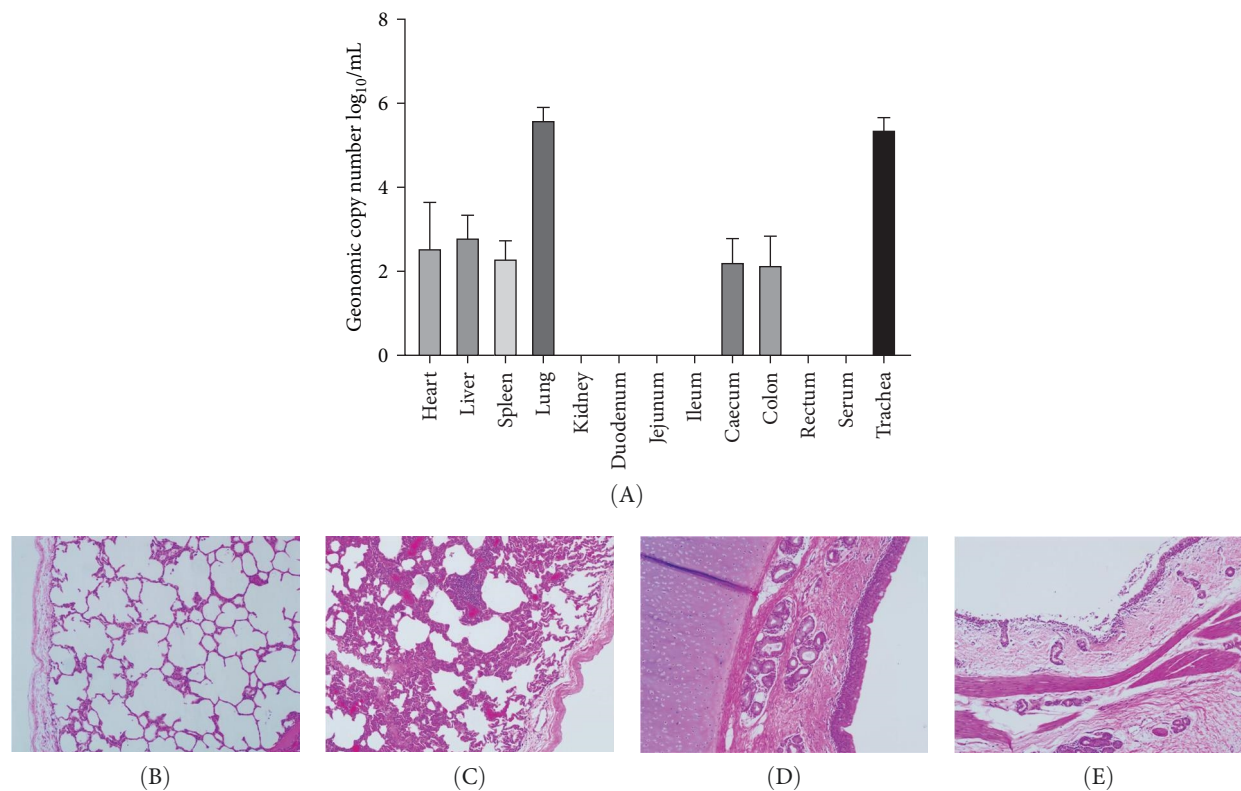 Geonomic copy number log10/mL
8
6
4
2
0
Heart
Liver
Spleen
Lung
Kidney
Duodenum
Jejunum
Ileum
Caecum
Colon
Rectum
Serum
Trachea
(A)
(B)
(C)
(D)
(E)